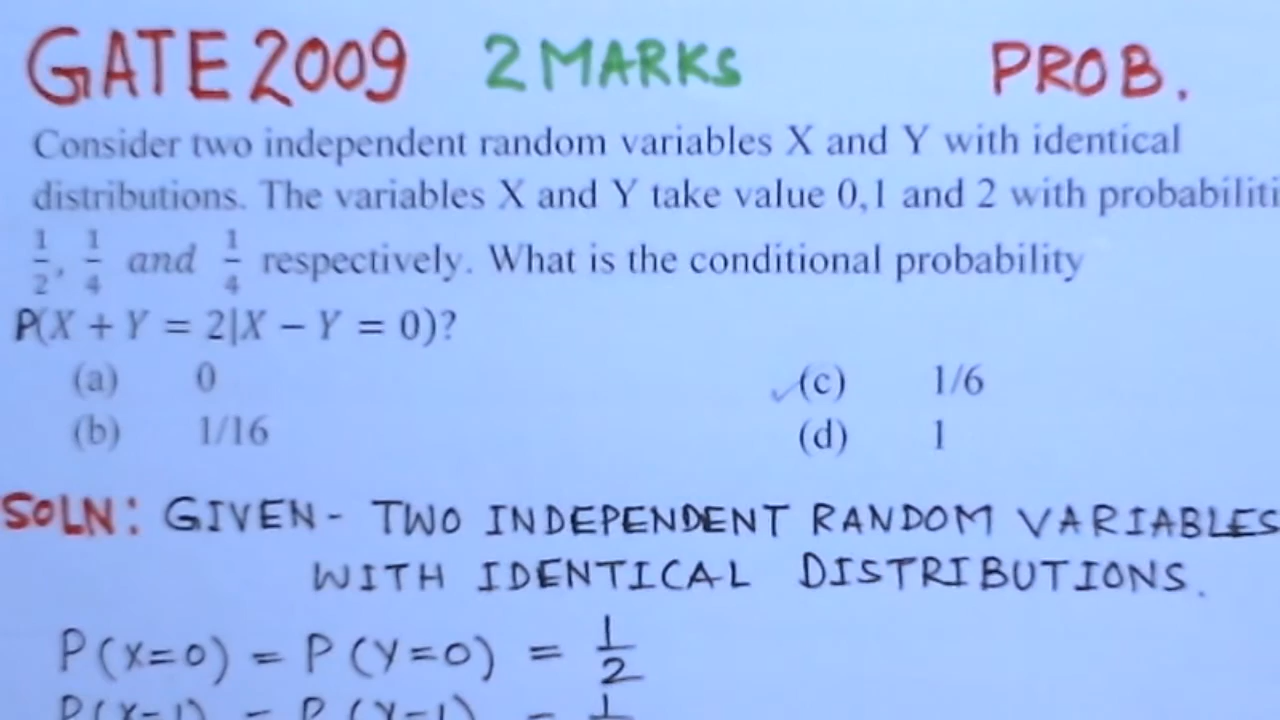 GATE 2009 2 MARKS PROB.
Consider two independent random variables X and Y with identical
distributions. The variables X and Y take value 0,1 and 2 with probabiliti
1/2, 1/4 and 1/4 respectively. What is the conditional probability
P(X + Y = 2|X − Y = 0)?
(a) 0 (c) 1/6
(b) 1/16 (d) 1
SOLN: GIVEN - TWO INDEPENDENT RANDOM VARIABLES
WITH IDENTICAL DISTRIBUTIONS.
P(X=0) = P(Y=0) = 1/2